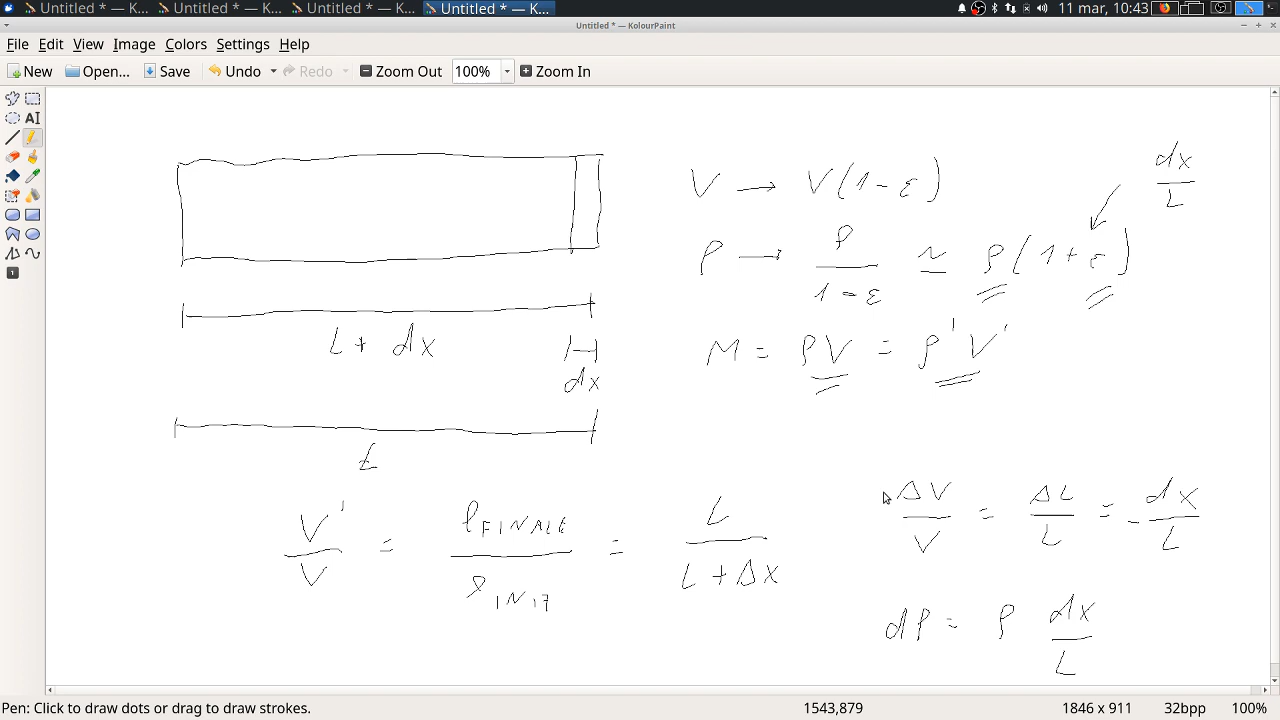 Untitled * — K... Untitled * — K... Untitled * — K... Untitled * — K... 11 mar, 10:43
Untitled * — KolourPaint
File Edit View Image Colors Settings Help
New Open... Save Undo Redo Zoom Out 100% Zoom In
V → V(1-ε)
dx/L
ρ → ρ/(1-ε) ≃ ρ(1+ε)
M = ρV = ρ'V'
L + dx
dx
L
V'/V = lFINALE/lINIT = L/(L+Δx)
ΔV/V = ΔL/L = -dx/L
dρ = ρ dx/L
Pen: Click to draw dots or drag to draw strokes. 1543,879 1846 x 911 32bpp 100%